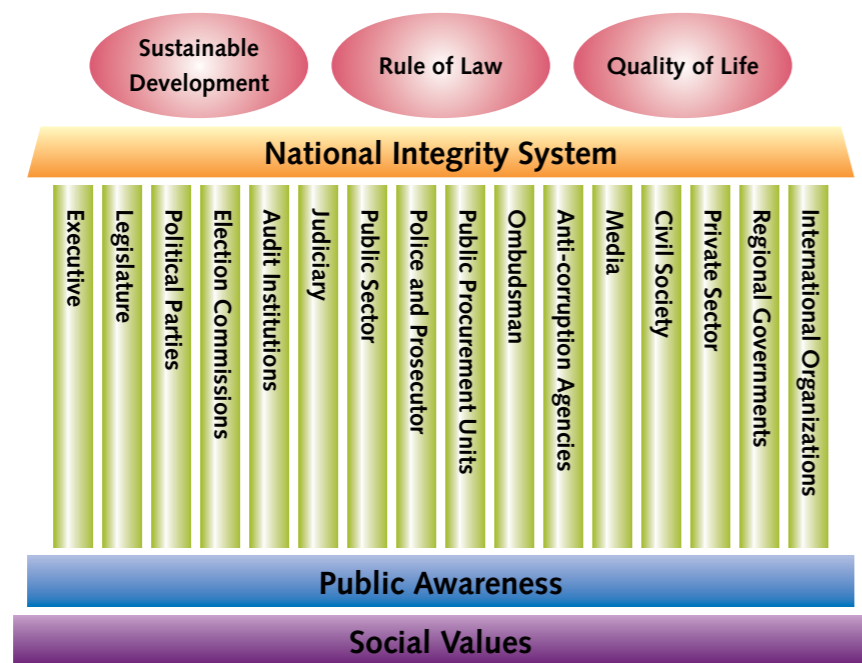 Sustainable
Development
Rule of Law
Quality of Life
National Integrity System
Executive
Legislature
Political Parties
Election Commissions
Audit Institutions
Judiciary
Public Sector
Police and Prosecutor
Public Procurement Units
Ombudsman
Anti-corruption Agencies
Media
Civil Society
Private Sector
Regional Governments
International Organizations
Public Awareness
Social Values